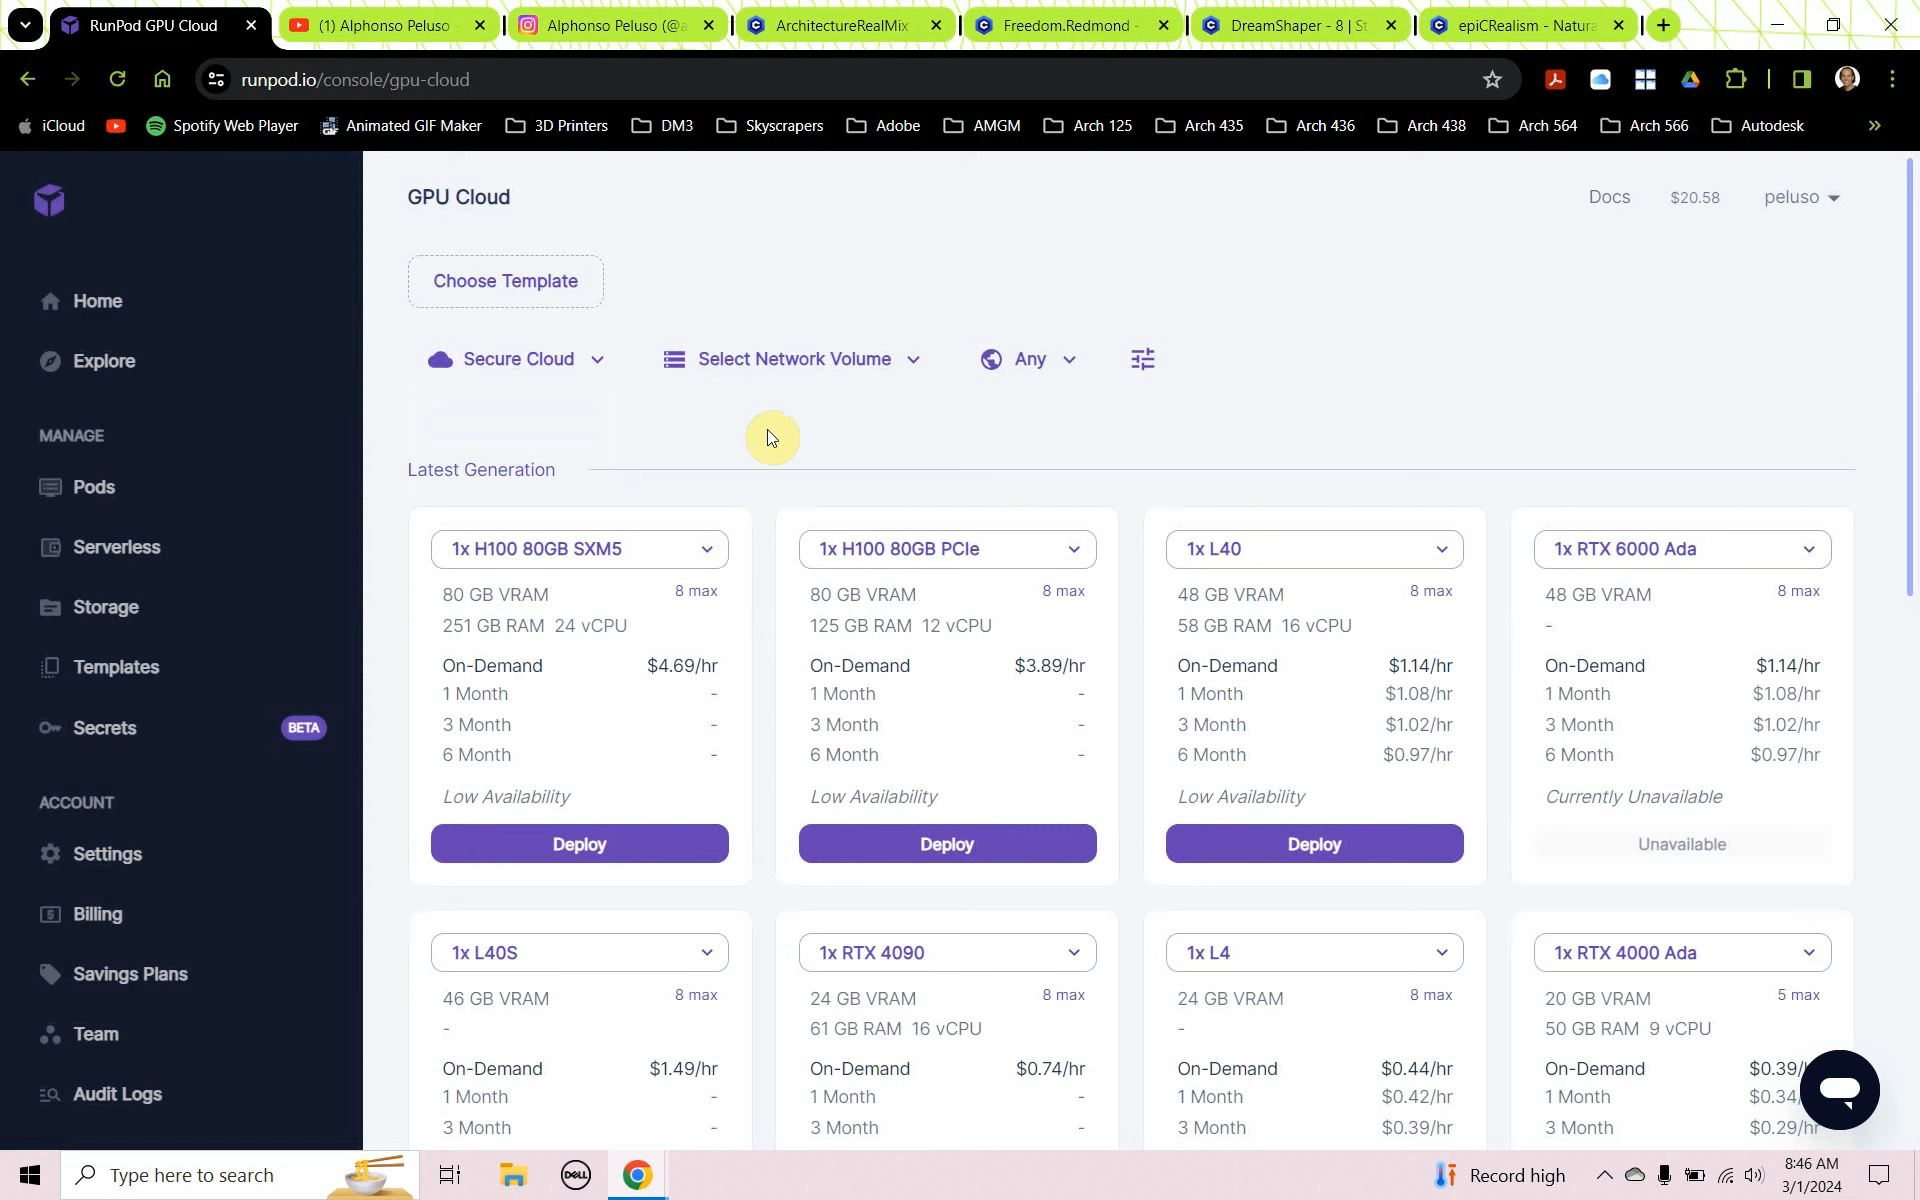 RunPod GPU Cloud
(1) Alphonso Peluso
Alphonso Peluso (@a
ArchitectureRealMix
Freedom.Redmond -
DreamShaper - 8 | St
epiCRealism - Natura
runpod.io/console/gpu-cloud
iCloud
Spotify Web Player
Animated GIF Maker
3D Printers
DM3
Skyscrapers
Adobe
AMGM
Arch 125
Arch 435
Arch 436
Arch 438
Arch 564
Arch 566
Autodesk
GPU Cloud
Docs
$20.58
peluso
Choose Template
Secure Cloud
Select Network Volume
Any
Home
Explore
MANAGE
Pods
Serverless
Storage
Templates
Secrets
BETA
ACCOUNT
Settings
Billing
Savings Plans
Team
Audit Logs
Latest Generation
1x H100 80GB SXM5
80 GB VRAM 8 max
251 GB RAM 24 vCPU
On-Demand $4.69/hr
1 Month -
3 Month -
6 Month -
Low Availability
Deploy
1x H100 80GB PCIe
80 GB VRAM 8 max
125 GB RAM 12 vCPU
On-Demand $3.89/hr
1 Month -
3 Month -
6 Month -
Low Availability
Deploy
1x L40
48 GB VRAM 8 max
58 GB RAM 16 vCPU
On-Demand $1.14/hr
1 Month $1.08/hr
3 Month $1.02/hr
6 Month $0.97/hr
Low Availability
Deploy
1x RTX 6000 Ada
48 GB VRAM 8 max
-
On-Demand $1.14/hr
1 Month $1.08/hr
3 Month $1.02/hr
6 Month $0.97/hr
Currently Unavailable
Unavailable
1x L40S
46 GB VRAM 8 max
-
On-Demand $1.49/hr
1 Month -
3 Month -
1x RTX 4090
24 GB VRAM 8 max
61 GB RAM 16 vCPU
On-Demand $0.74/hr
1 Month -
3 Month -
1x L4
24 GB VRAM 8 max
-
On-Demand $0.44/hr
1 Month $0.42/hr
3 Month $0.39/hr
1x RTX 4000 Ada
20 GB VRAM 5 max
50 GB RAM 9 vCPU
On-Demand $0.39/
1 Month $0.34/
3 Month $0.29/hr
Type here to search
DELL
Record high
8:46 AM
3/1/2024